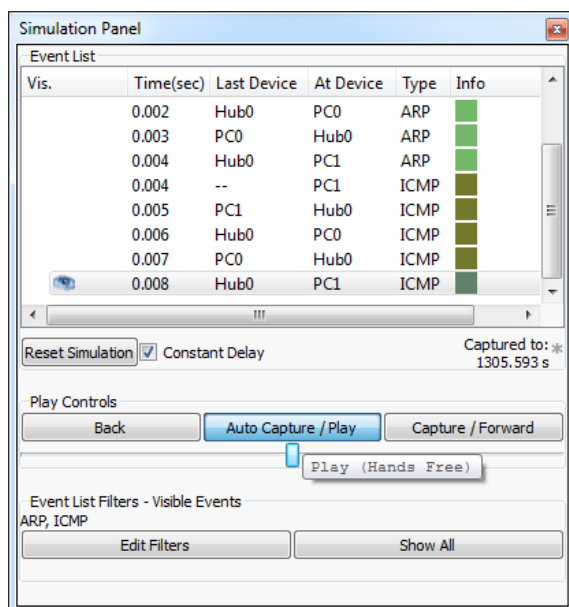 Simulation Panel
Event List
Vis. Time(sec) Last Device At Device Type Info
0.002 Hub0 PC0 ARP
0.003 PC0 Hub0 ARP
0.004 Hub0 PC1 ARP
0.004 -- PC1 ICMP
0.005 PC1 Hub0 ICMP
0.006 Hub0 PC0 ICMP
0.007 PC0 Hub0 ICMP
0.008 Hub0 PC1 ICMP
Reset Simulation Constant Delay Captured to: *
1305.593 s
Play Controls
Back Auto Capture / Play Capture / Forward
Play (Hands Free)
Event List Filters - Visible Events
ARP, ICMP
Edit Filters Show All